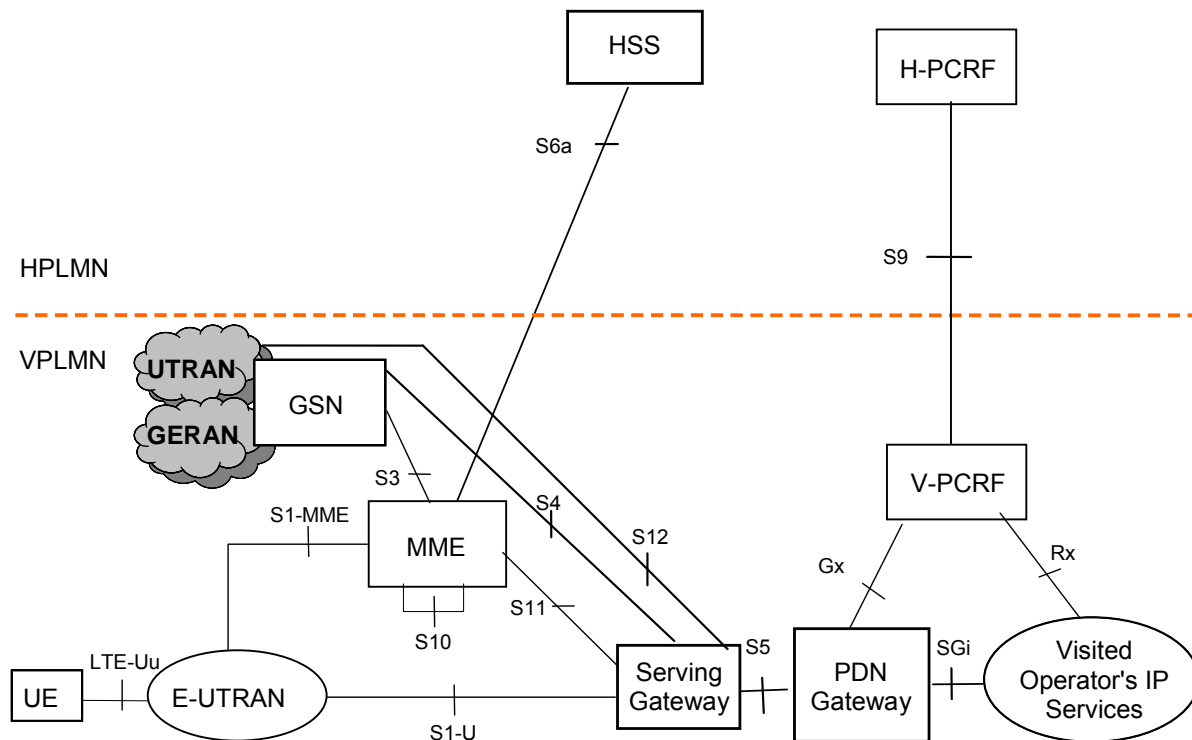 HSS
H-PCRF
S6a
S9
HPLMN
VPLMN
UTRAN
GSN
GERAN
S3
S4
V-PCRF
S1-MME
S12
MME
Gx
Rx
S11
S10
LTE-Uu
S5
SGi
UE
E-UTRAN
Serving
Gateway
PDN
Gateway
Visited
Operator's IP
Services
S1-U